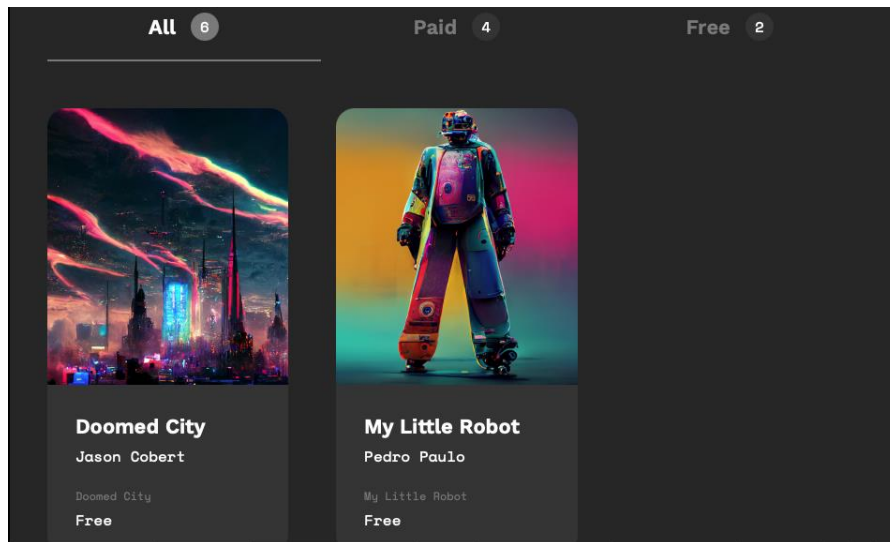 All 6 Paid 4 Free 2
Doomed City
Jason Cobert
Doomed City
Free
My Little Robot
Pedro Paulo
My Little Robot
Free